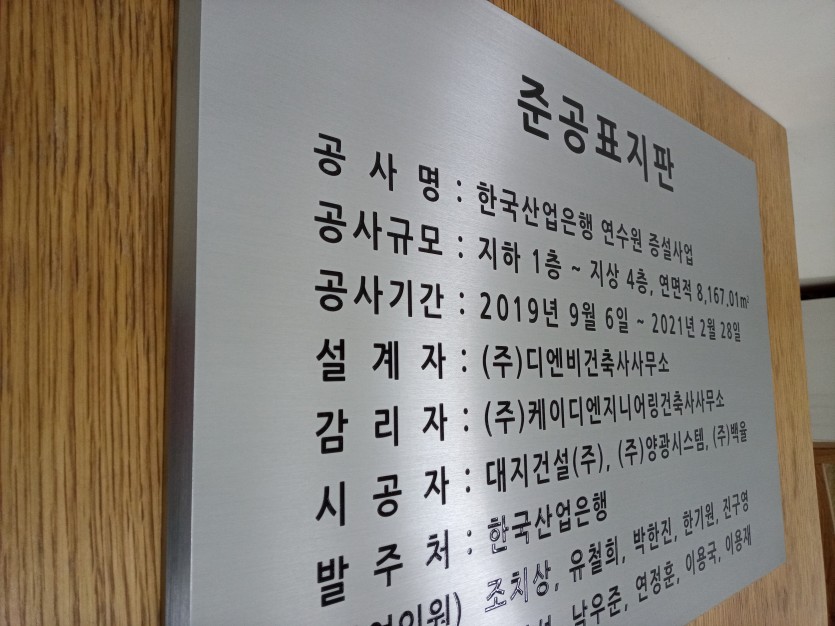 준공표지판
공 사 명 : 한국산업은행 연수원 증설사업
공사규모 : 지하 1층 ~ 지상 4층, 연면적 8,167.01m²
공사기간 : 2019년 9월 6일 ~ 2021년 2월 28일
설 계 자 : (주)디엔비건축사사무소
감 리 자 : (주)케이디엔지니어링건축사사무소
시 공 자 : 대지건설(주), (주)양광시스템, (주)백율
발 주 처 : 한국산업은행
조치상, 유철희, 박한진, 한기원, 진구영
낙우준, 연정훈, 이용국, 이용재